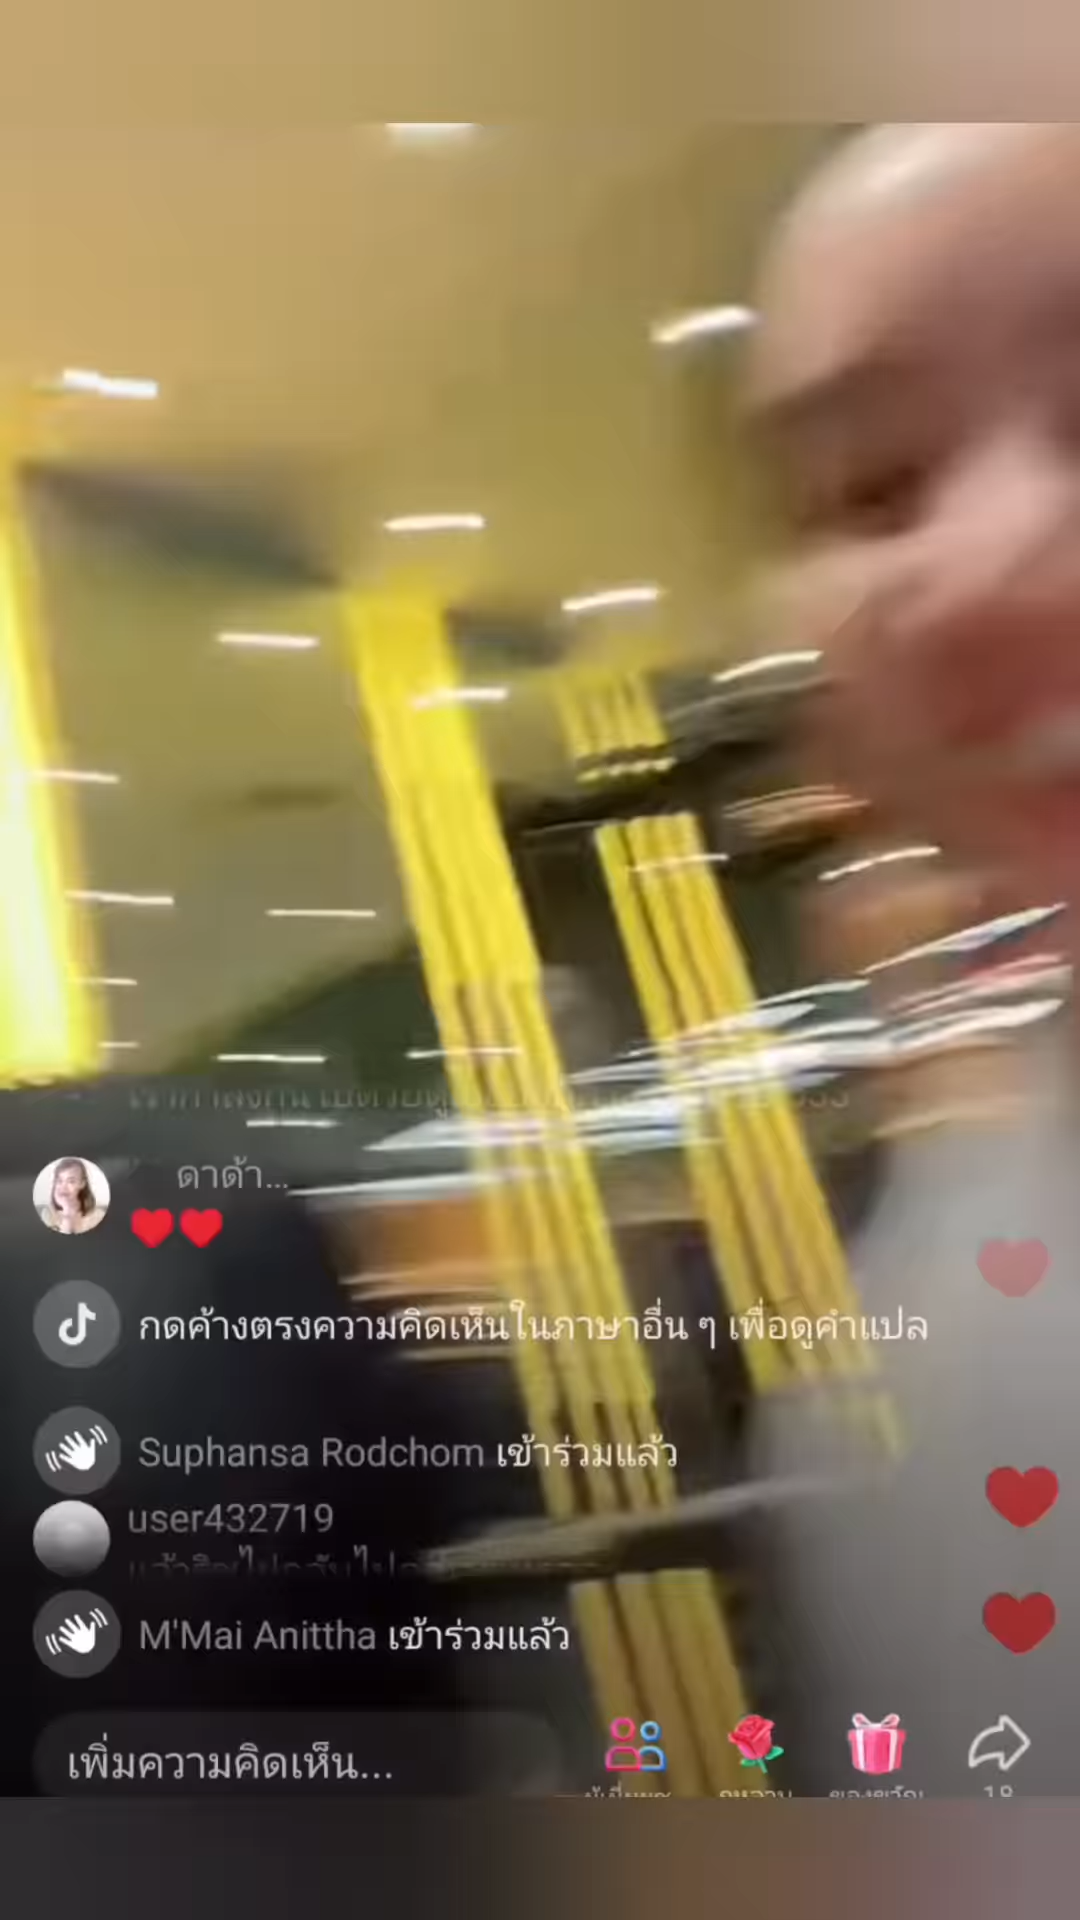 ดาด้า...
❤️❤️
กดค้างตรงความคิดเห็นในภาษาอื่น ๆ เพื่อดูคำแปล
Suphansa Rodchom เข้าร่วมแล้ว
user432719
M'Mai Anittha เข้าร่วมแล้ว
เพิ่มความคิดเห็น...